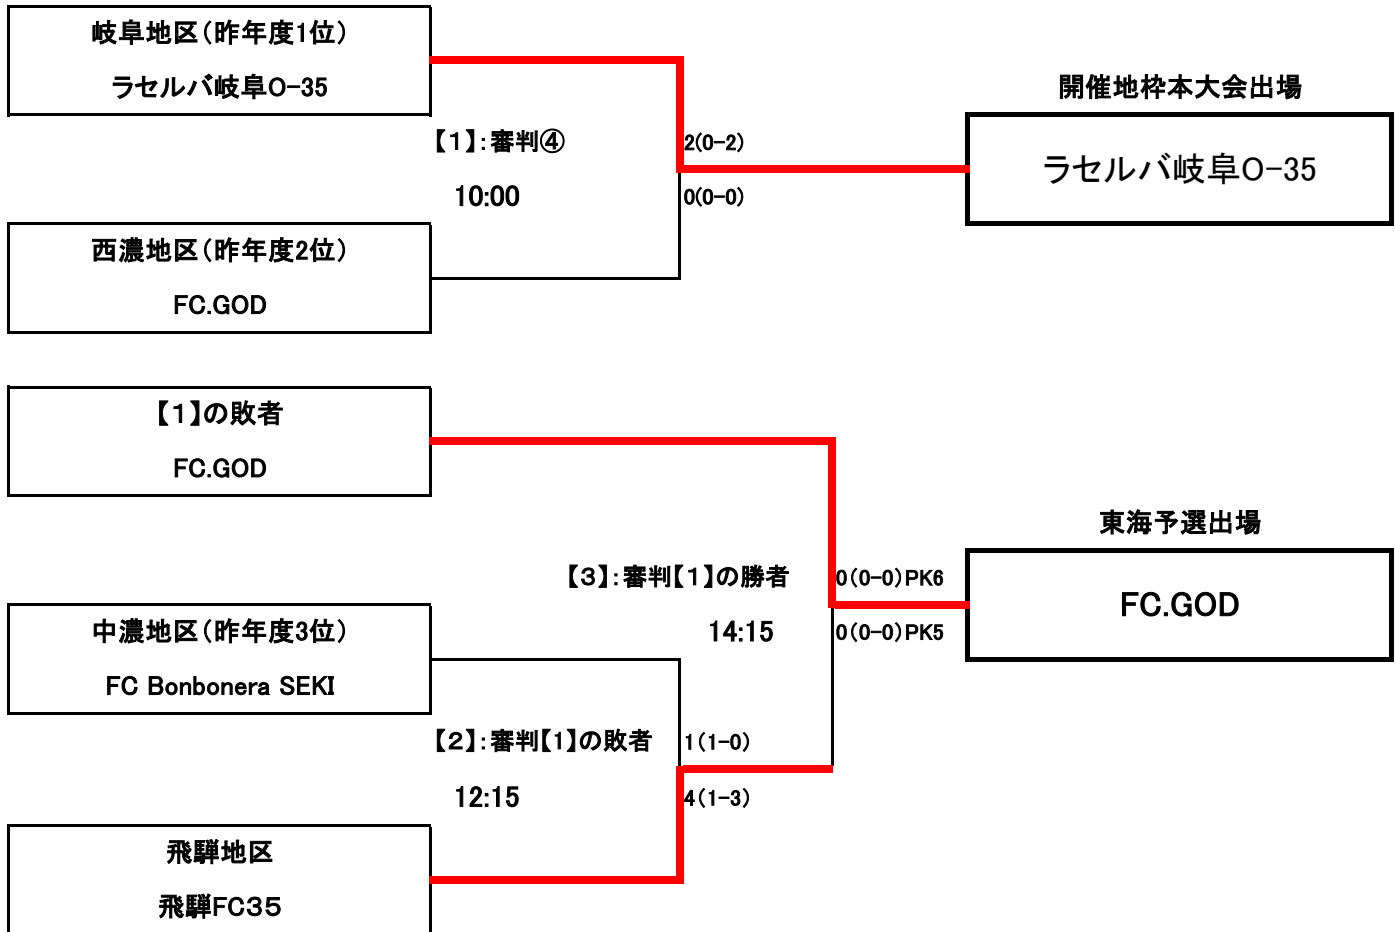 岐阜地区（昨年度1位）
ラセルバ岐阜O-35
開催地枠本大会出場
【１】：審判④
2(0-2)
ラセルバ岐阜O-35
10:00
0(0-0)
西濃地区（昨年度2位）
FC.GOD
【１】の敗者
FC.GOD
東海予選出場
【３】：審判【１】の勝者
0（0-0）PK6
FC.GOD
中濃地区（昨年度3位）
14:15
0（0-0）PK5
FC Bonbonera SEKI
【２】：審判【１】の敗者
1（1-0）
12:15
4（1-3）
飛騨地区
飛騨FC３５